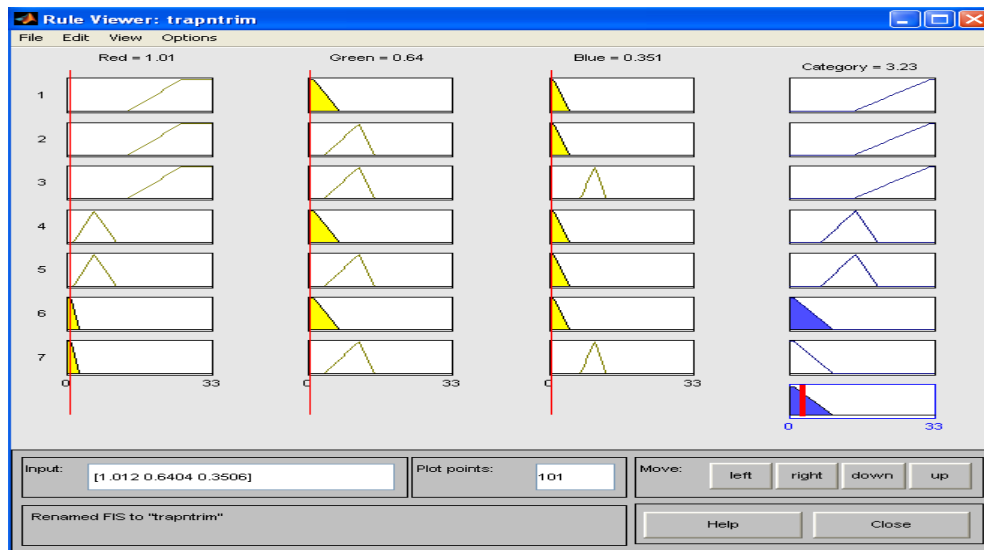 Rule Viewer: trapntrim
File Edit View Options
Red = 1.01 Green = 0.64 Blue = 0.351 Category = 3.23
1
2
3
4
5
6
7
0 33 0 33 0 33
0 33
Input: [1.012 0.6404 0.3506] Plot points: 101 Move: left right down up
Renamed FIS to "trapntrim" Help Close